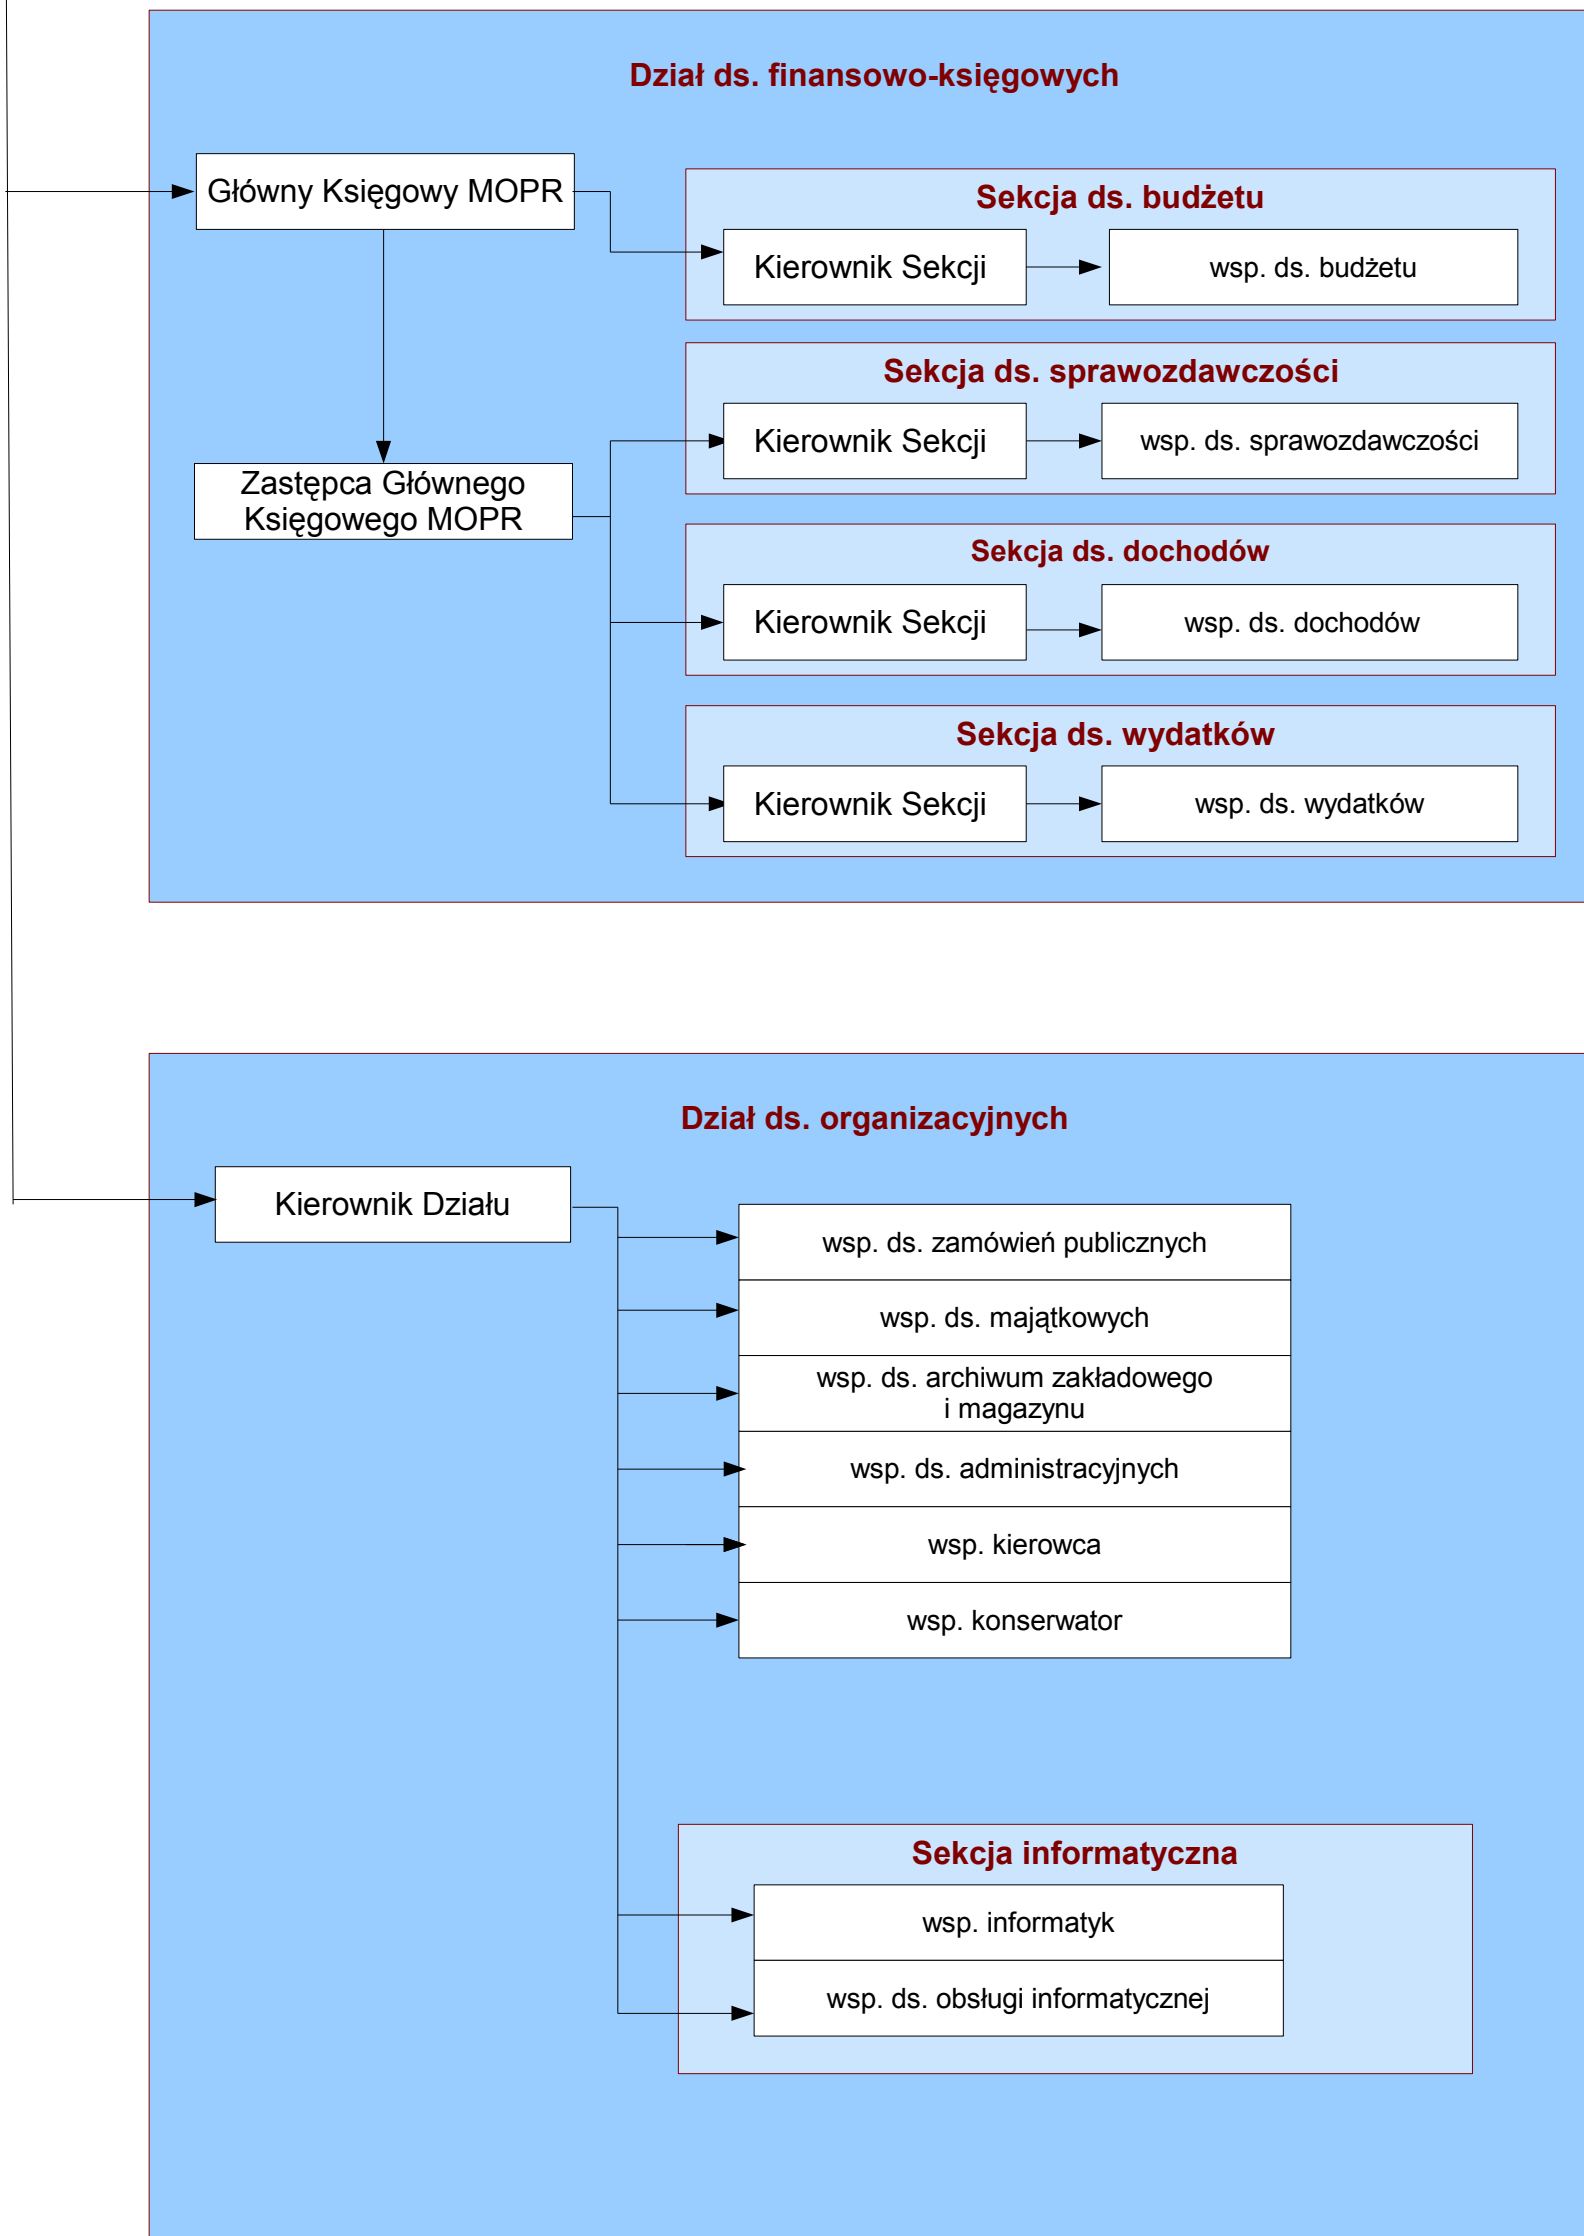 Dział ds. finansowo-księgowych
Główny Księgowy MOPR
Sekcja ds. budżetu
Kierownik Sekcji
wsp. ds. budżetu
Sekcja ds. sprawozdawczości
Kierownik Sekcji
wsp. ds. sprawozdawczości
Zastępca Głównego
Księgowego MOPR
Sekcja ds. dochodów
Kierownik Sekcji
wsp. ds. dochodów
Sekcja ds. wydatków
Kierownik Sekcji
wsp. ds. wydatków
Dział ds. organizacyjnych
Kierownik Działu
wsp. ds. zamówień publicznych
wsp. ds. majątkowych
wsp. ds. archiwum zakładowego
i magazynu
wsp. ds. administracyjnych
wsp. kierowca
wsp. konserwator
Sekcja informatyczna
wsp. informatyk
wsp. ds. obsługi informatycznej